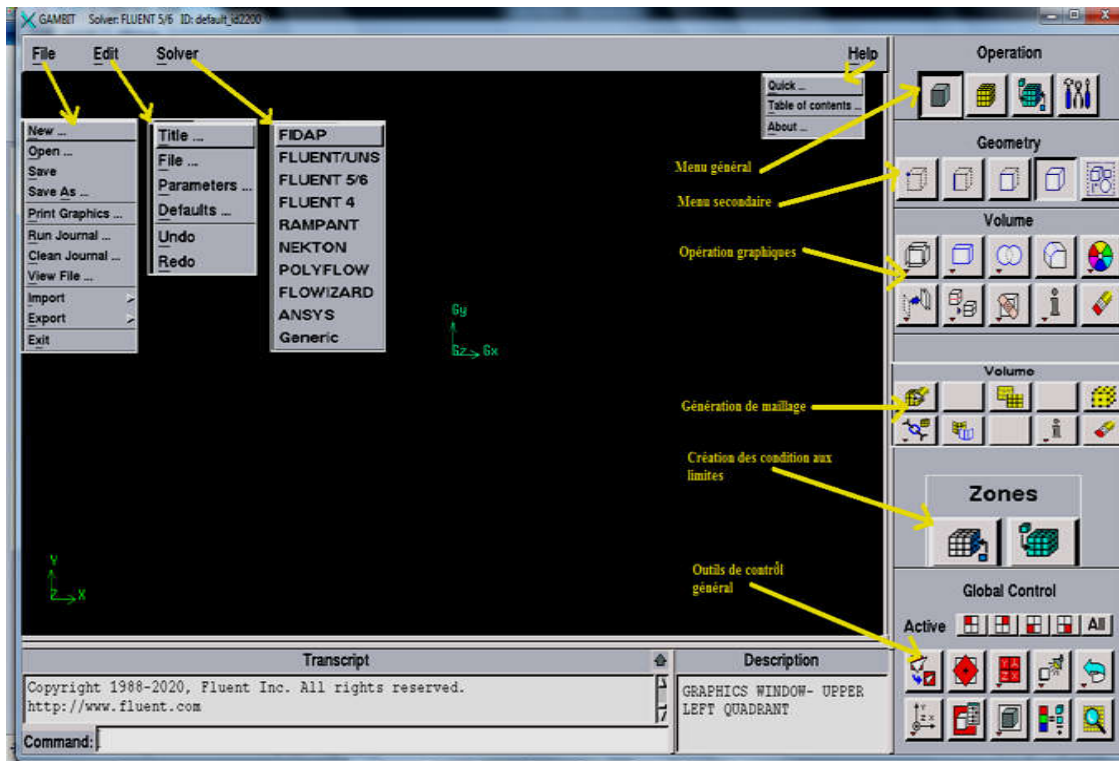 GAMBIT Solver: FLUENT 5/6 ID: default_id2200
File Edit Solver Help
New ...
Open ...
Save
Save As ...
Print Graphics ...
Run Journal ...
Clean Journal ...
View File ...
Import
Export
Exit
Title ...
File ...
Parameters ...
Defaults ...
Undo
Redo
FIDAP
FLUENT/UNS
FLUENT 5/6
FLUENT 4
RAMPANT
NEKTON
POLYFLOW
FLOWIZARD
ANSYS
Generic
Quick ...
Table of contents ...
About ...
Menu général
Menu secondaire
Opération graphiques
Génération de maillage
Création des condition aux
limites
Outils de contrôl
général
Gy
Gz Gx
Y
Z X
Operation
Geometry
Volume
Volume
Zones
Global Control
Active All
Transcript
Copyright 1988-2020, Fluent Inc. All rights reserved.
http://www.fluent.com
Command:
Description
GRAPHICS WINDOW- UPPER
LEFT QUADRANT